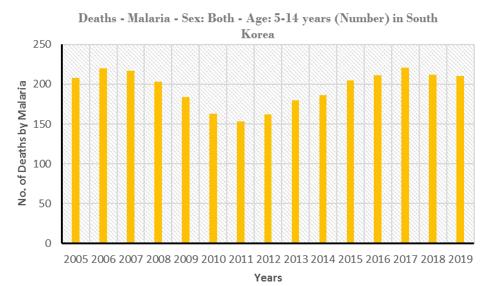 Deaths - Malaria - Sex: Both - Age: 5-14 years (Number) in South
Korea
250
200
150
100
50
0
No. of Deaths by Malaria
2005 2006 2007 2008 2009 2010 2011 2012 2013 2014 2015 2016 2017 2018 2019
Years